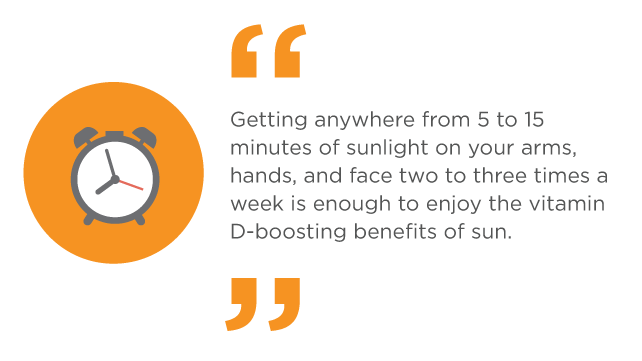 “
Getting anywhere from 5 to 15
minutes of sunlight on your arms,
hands, and face two to three times a
week is enough to enjoy the vitamin
D-boosting benefits of sun.
”